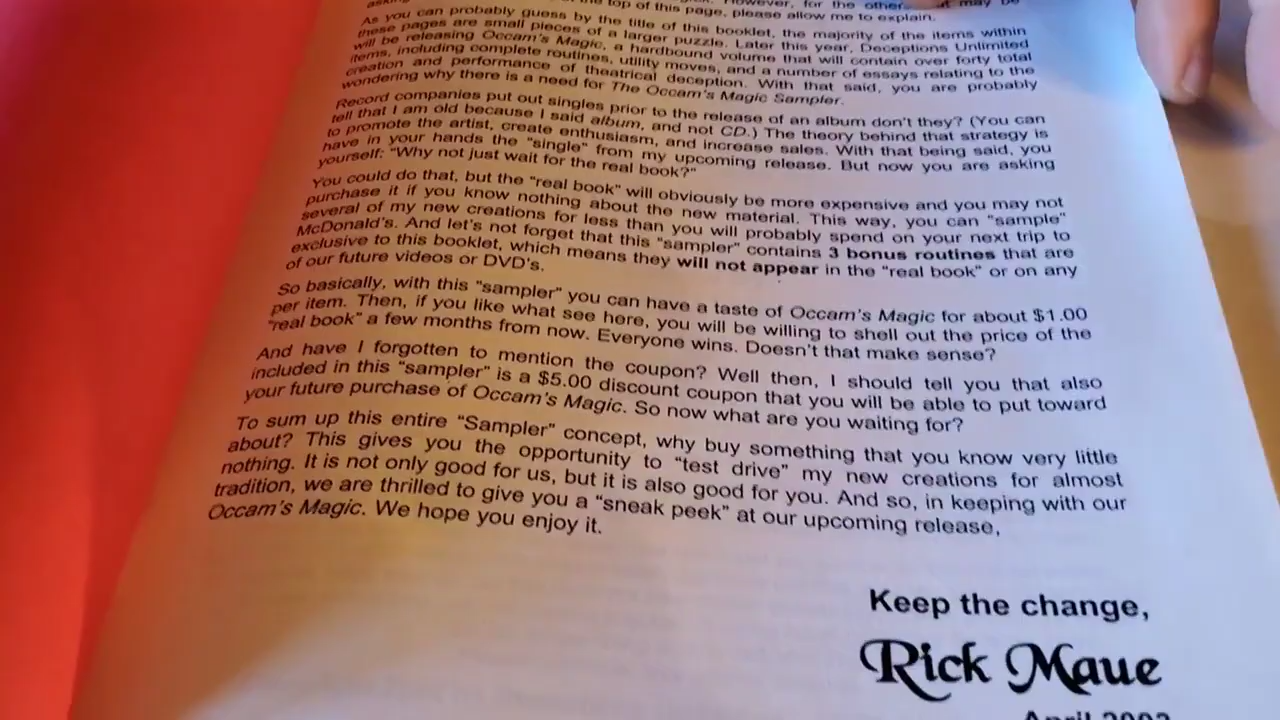 the top of this page, please allow me to explain.
As you can probably guess by the title of this booklet, the majority of the items within
these pages are small pieces of a larger puzzle. Later this year, Deceptions Unlimited
will be releasing Occam's Magic, a hardbound volume that will contain over forty total
items, including complete routines, utility moves, and a number of essays relating to the
creation and performance of theatrical deception. With that said, you are probably
wondering why there is a need for The Occam's Magic Sampler.
Record companies put out singles prior to the release of an album don't they? (You can
tell that I am old because I said album, and not CD.) The theory behind that strategy is
to promote the artist, create enthusiasm, and increase sales. With that being said, you
have in your hands the "single" from my upcoming release. But now you are asking
yourself: "Why not just wait for the real book?"
You could do that, but the "real book" will obviously be more expensive and you may not
purchase it if you know nothing about the new material. This way, you can "sample"
several of my new creations for less than you will probably spend on your next trip to
McDonald's. And let's not forget that this "sampler" contains 3 bonus routines that are
exclusive to this booklet, which means they will not appear in the "real book" or on any
of our future videos or DVD's.
So basically, with this "sampler" you can have a taste of Occam's Magic for about $1.00
per item. Then, if you like what see here, you will be willing to shell out the price of the
"real book" a few months from now. Everyone wins. Doesn't that make sense?
And have I forgotten to mention the coupon? Well then, I should tell you that also
included in this "sampler" is a $5.00 discount coupon that you will be able to put toward
your future purchase of Occam's Magic. So now what are you waiting for?
To sum up this entire "Sampler" concept, why buy something that you know very little
about? This gives you the opportunity to "test drive" my new creations for almost
nothing. It is not only good for us, but it is also good for you. And so, in keeping with our
tradition, we are thrilled to give you a "sneak peek" at our upcoming release,
Occam's Magic. We hope you enjoy it.
Keep the change,
Rick Maue
April